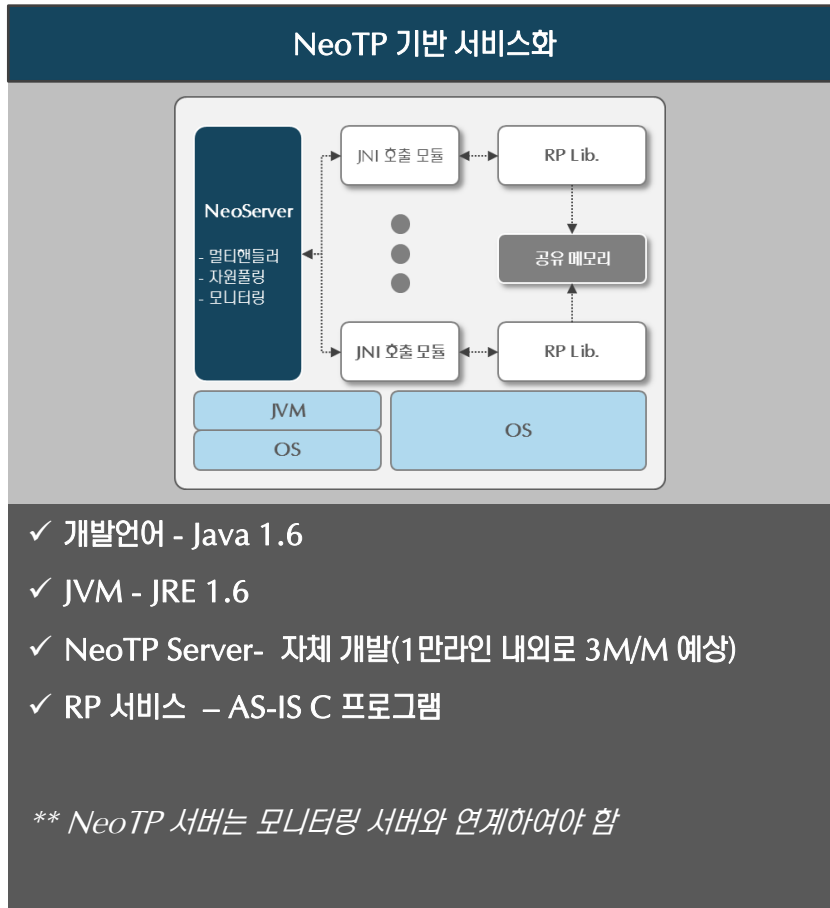 NeoTP 기반 서비스화
NeoServer
- 멀티핸들러
- 자원풀링
- 모니터링
JNI 호출 모듈
RP Lib.
공유 메모리
JNI 호출 모듈
RP Lib.
JVM
OS
OS
✓ 개발언어 - Java 1.6
✓ JVM - JRE 1.6
✓ NeoTP Server- 자체 개발(1만라인 내외로 3M/M 예상)
✓ RP 서비스 – AS-IS C 프로그램
** NeoTP 서버는 모니터링 서버와 연계하여야 함